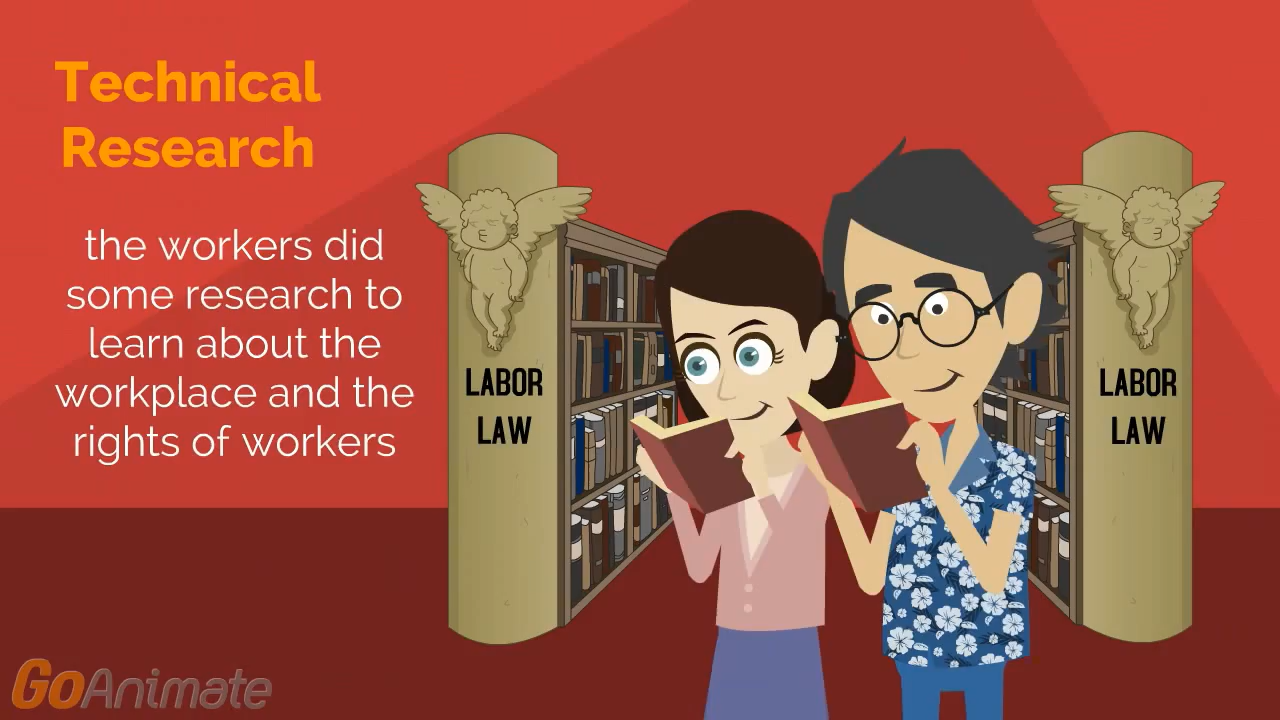 Technical
Research
the workers did
some research to
learn about the
workplace and the
rights of workers
LABOR
LAW
LABOR
LAW
GoAnimate